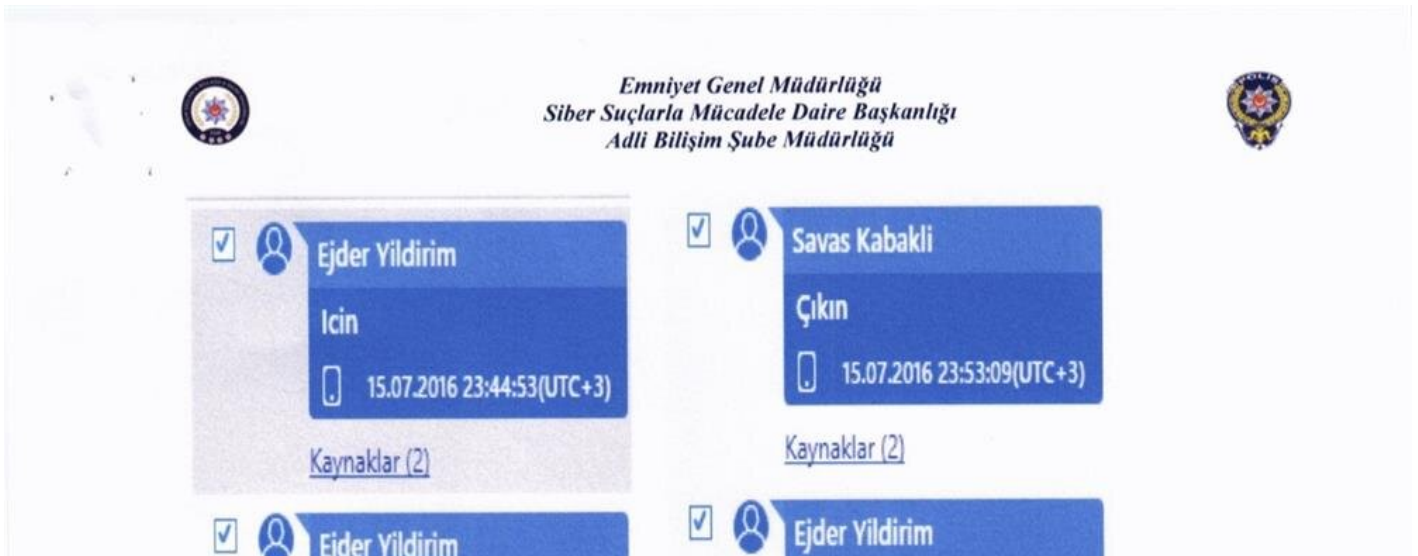 Emniyet Genel Müdürlüğü
Siber Suçlarla Mücadele Daire Başkanlığı
Adli Bilişim Şube Müdürlüğü
POLİS
Ejder Yildirim
Icin
15.07.2016 23:44:53(UTC+3)
Kaynaklar (2)
Ejder Yildirim
Savas Kabakli
Çıkın
15.07.2016 23:53:09(UTC+3)
Kaynaklar (2)
Ejder Yildirim